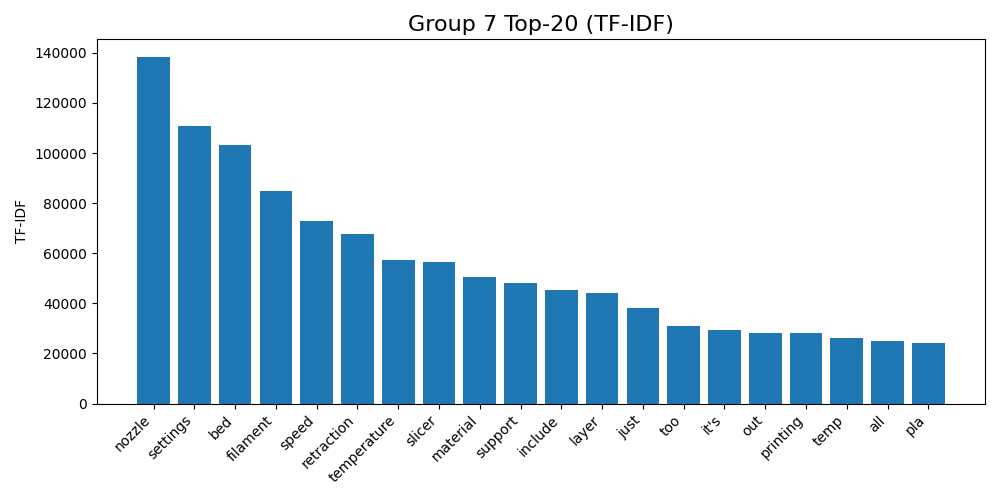 Group 7 Top-20 (TF-IDF)
TF-IDF
140000
120000
100000
80000
60000
40000
20000
0
nozzle
settings
bed
filament
speed
retraction
temperature
slicer
material
support
include
layer
just
too
it's
out
printing
temp
all
pla